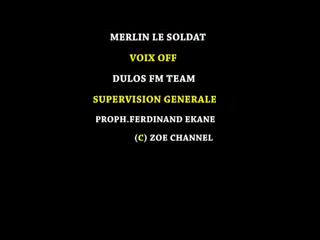 MERLIN LE SOLDAT
VOIX OFF
DULOS FM TEAM
SUPERVISION GENERALE
PROPH.FERDINAND EKANE
(C) ZOE CHANNEL